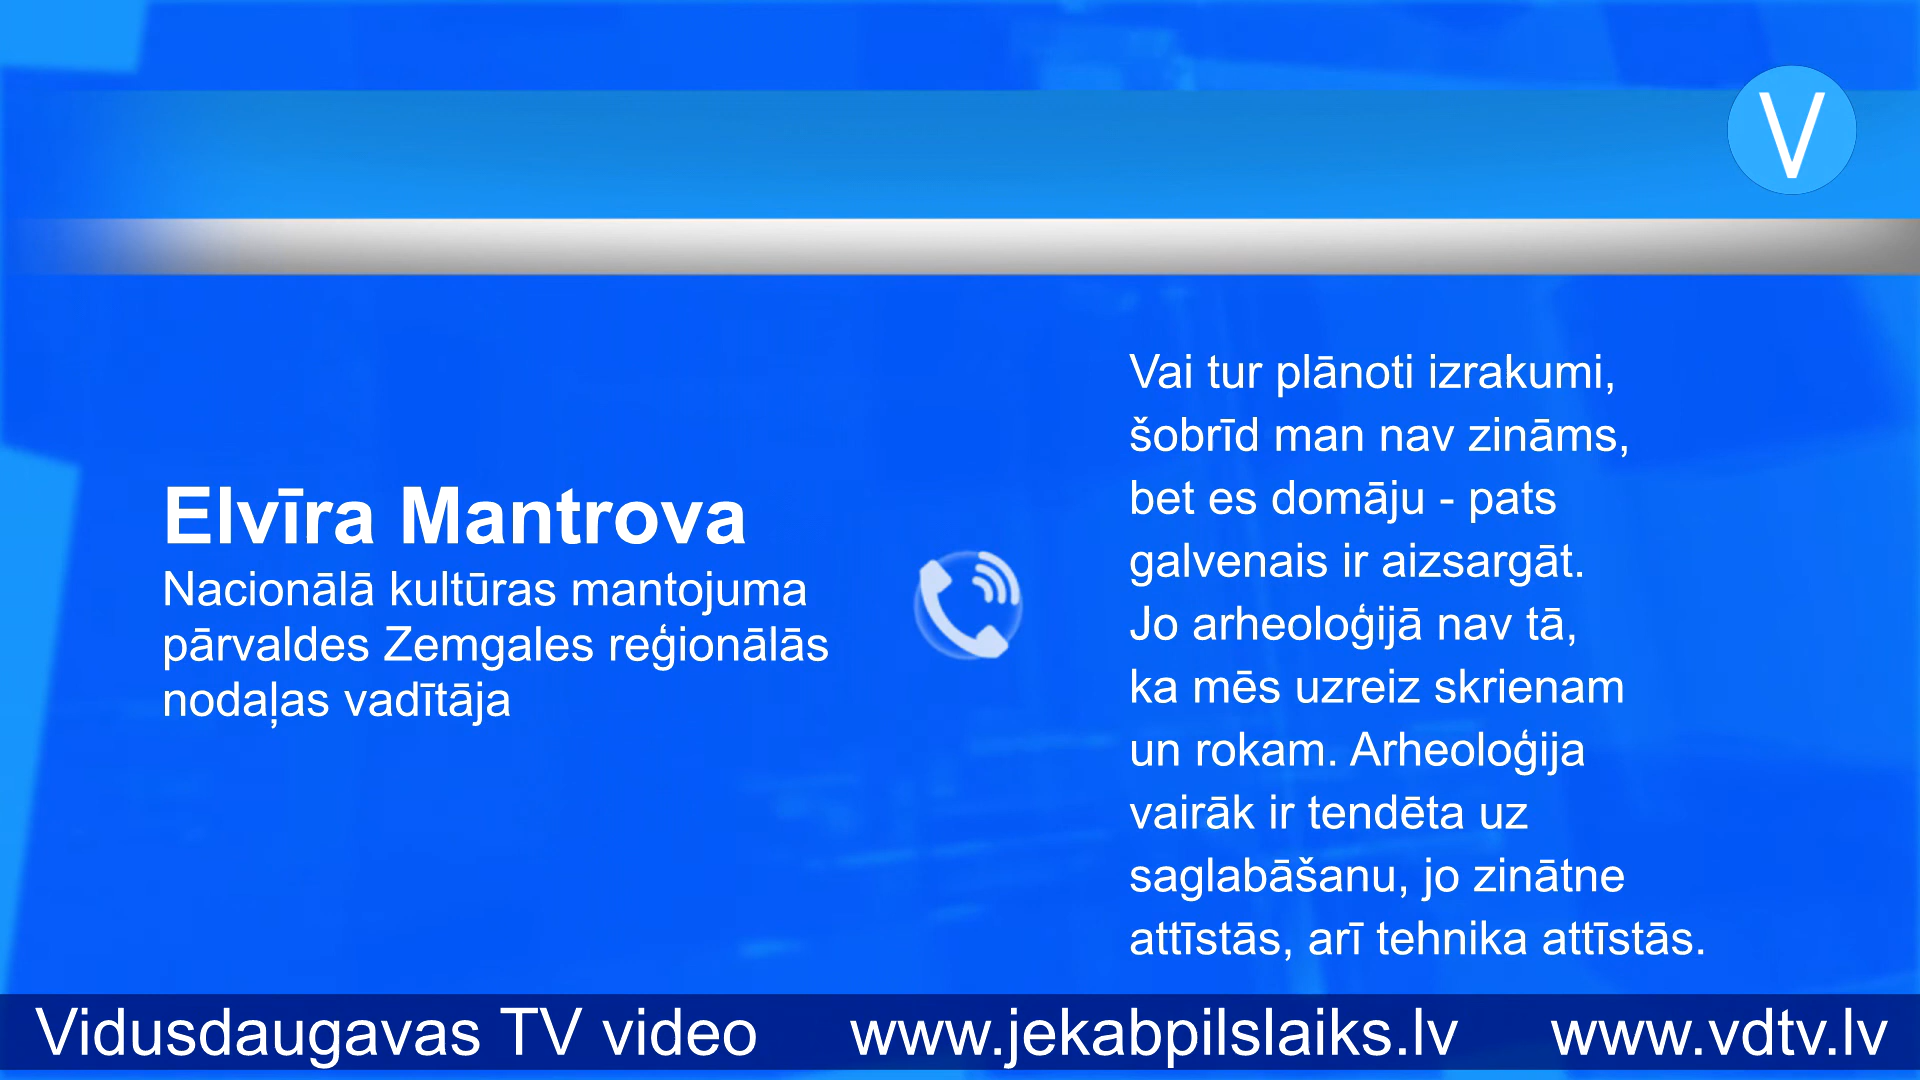 V
Elvīra Mantrova
Nacionālā kultūras mantojuma
pārvaldes Zemgales reģionālās
nodaļas vadītāja
Vai tur plānoti izrakumi,
šobrīd man nav zināms,
bet es domāju - pats
galvenais ir aizsargāt.
Jo arheoloģijā nav tā,
ka mēs uzreiz skrienam
un rokam. Arheoloģija
vairāk ir tendēta uz
saglabāšanu, jo zinātne
attīstās, arī tehnika attīstās.
Vidusdaugavas TV video www.jekabpilslaiks.lv www.vdtv.lv